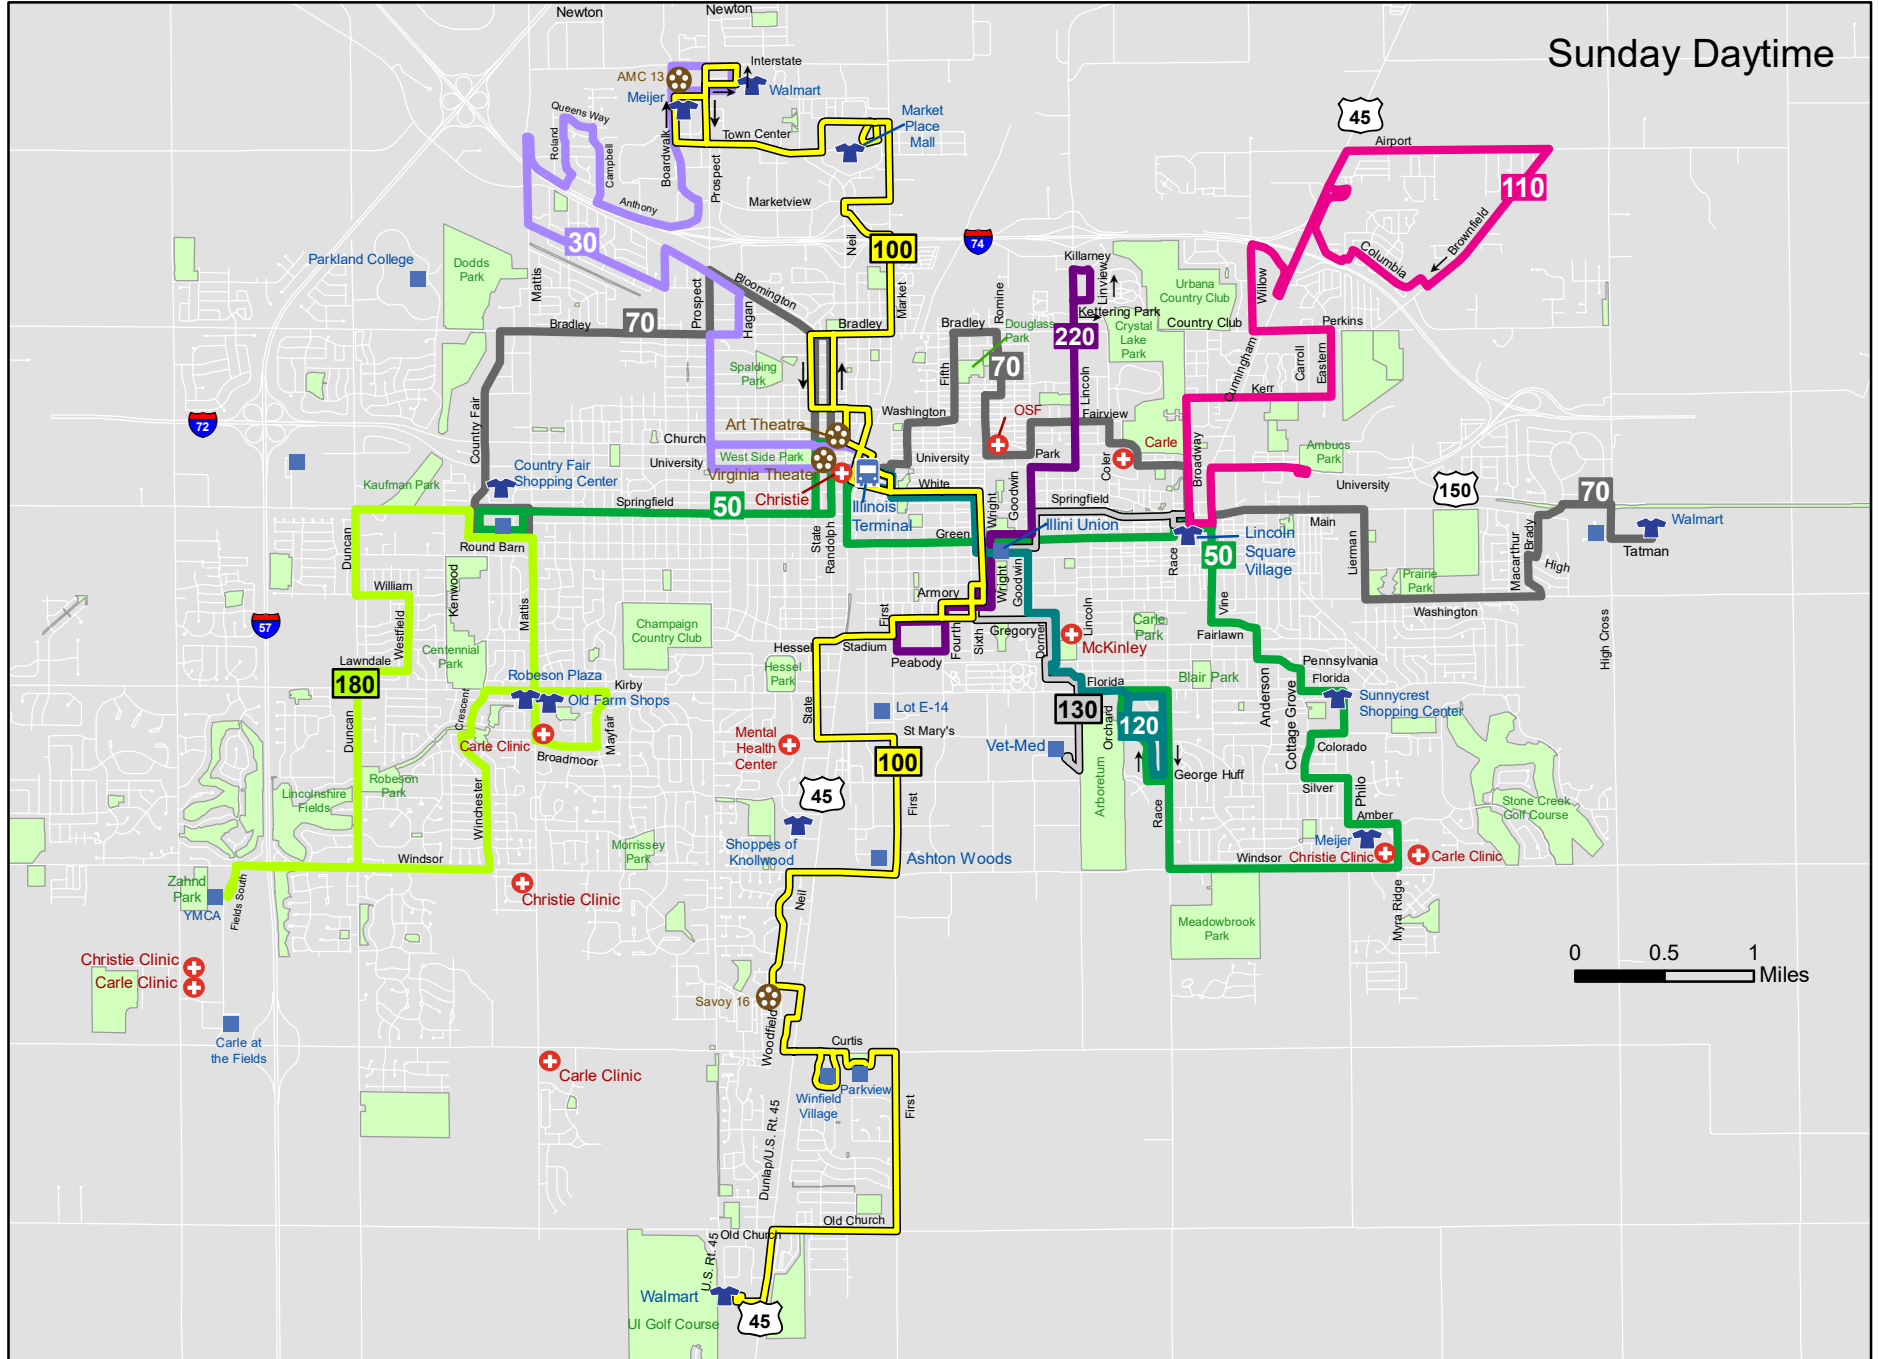 Newton
Newton
Sunday Daytime
Interstate
AMC 13
Walmart
Meijer
Queens Way
Market
Place
Mall
45
Roland
Town Center
Airport
Campbell
Boardwalk
Prospect
110
Anthony
Marketview
Brownfield
30
Neil
100
74
Columbia
Parkland College
Dodds
Park
Mattis
Killarney
Linview
Bloomington
Urbana
Country Club
Willow
Prospect
Market
Romine
Hagan
Kettering Park
Bradley
70
Bradley
Bradley
Douglass
Park
220
Crystal
Lake
Park
Country Club
Perkins
Spalding
Park
Fifth
70
Lincoln
Cunningham
Carroll
Eastern
Kerr
Country Fair
Washington
OSF
Fairview
72
Art Theatre
Church
Carle
Broadway
Ambucs
Park
University
West Side Park
University
Park
Coler
Virginia Theater
Country Fair
Shopping Center
Kaufman Park
Christie
White
University
150
70
Springfield
50
Illinois
Terminal
Wright
Goodwin
Springfield
Main
Walmart
Illini Union
Duncan
Round Barn
State
Randolph
Green
Lincoln
Square
Village
Race
50
Lierman
Macarthur
Brady
Tatman
High
William
Kenwood
Mattis
Armory
Wright
Goodwin
Prairie
Park
Washington
57
Westfield
Champaign
Country Club
First
Vine
Carle
Park
Lincoln
Fairlawn
Centennial
Park
Hessel
Stadium
Fourth
Sixth
Gregory
Dorner
McKinley
High Cross
Lawndale
Hessel
Park
Peabody
Pennsylvania
180
Robeson Plaza
Kirby
Florida
Blair Park
Florida
Old Farm Shops
Crescent
State
Lot E-14
130
Orchard
120
Anderson
Cottage Grove
Sunnycrest
Shopping Center
Duncan
Carle Clinic
Mayfair
Mental
Health
Center
St Mary's
Vet-Med
Colorado
Broadmoor
100
George Huff
Robeson
Park
45
Arboretum
Silver
Philo
Lincolnshire
Fields
Winchester
First
Race
Amber
Stone Creek
Golf Course
Morrissey
Park
Shoppes of
Knollwood
Meijer
Windsor
Ashton Woods
Windsor
Christie Clinic
Carle Clinic
Zahnd
Park
YMCA
Fields South
Christie Clinic
Neil
Myra Ridge
Meadowbrook
Park
Christie Clinic
Carle Clinic
0
0.5
1
Miles
Savoy 16
Woodfield
Carle at
the Fields
Curtis
Carle Clinic
Parkview
Winfield
Village
First
Dunlap/U.S. Rt. 45
Old Church
Old Church
U.S. Rt. 45
Walmart
UI Golf Course
45